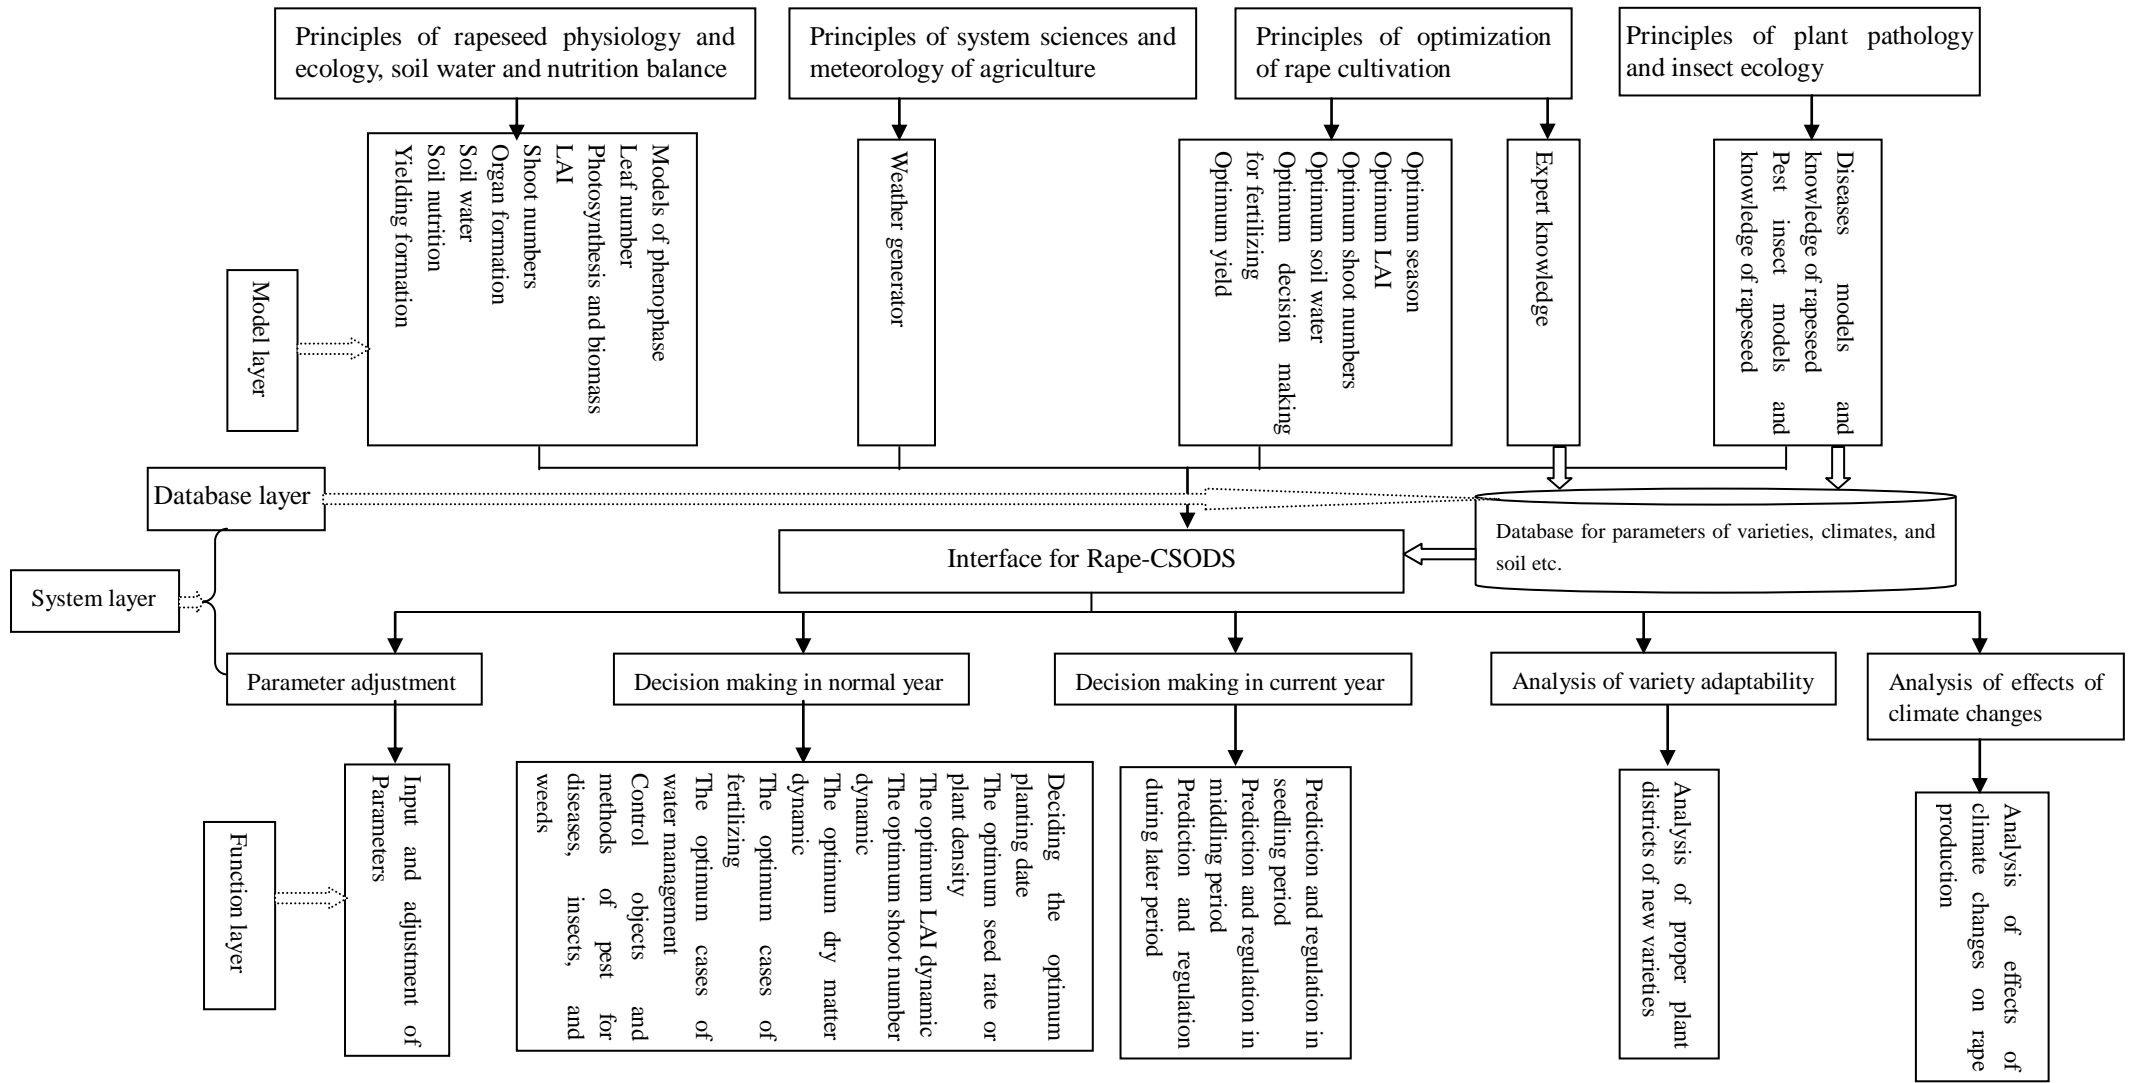 Principles of rapeseed physiology and
ecology, soil water and nutrition balance
Principles of system sciences and
meteorology of agriculture
Principles of optimization
of rape cultivation
Principles of plant pathology
and insect ecology
Models of phenophase
Leaf number
Photosynthesis and biomass
LAI
Shoot numbers
Organ formation
Soil water
Soil nutrition
Yielding formation
Weather generator
Optimum season
Optimum LAI
Optimum shoot numbers
Optimum soil water
Optimum decision making
for fertilizing
Optimum yield
Expert knowledge
Diseases models and
knowledge of rapeseed
Pest insect models and
knowledge of rapeseed
Model layer
Database layer
Database for parameters of varieties, climates, and
soil etc.
Interface for Rape-CSODS
System layer
Parameter adjustment
Decision making in normal year
Decision making in current year
Analysis of variety adaptability
Analysis of effects of
climate changes
Function layer
Input and adjustment of
Parameters
Deciding the optimum
planting date
The optimum seed rate or
plant density
The optimum LAI dynamic
The optimum shoot number
dynamic
The optimum dry matter
dynamic
The optimum cases of
fertilizing
The optimum cases of
water management
Control objects and
methods of pest for
diseases, insects, and
weeds
Prediction and regulation in
seedling period
Prediction and regulation in
middling period
Prediction and regulation
during later period
Analysis of proper plant
districts of new varieties
Analysis of effects of
climate changes on rape
production